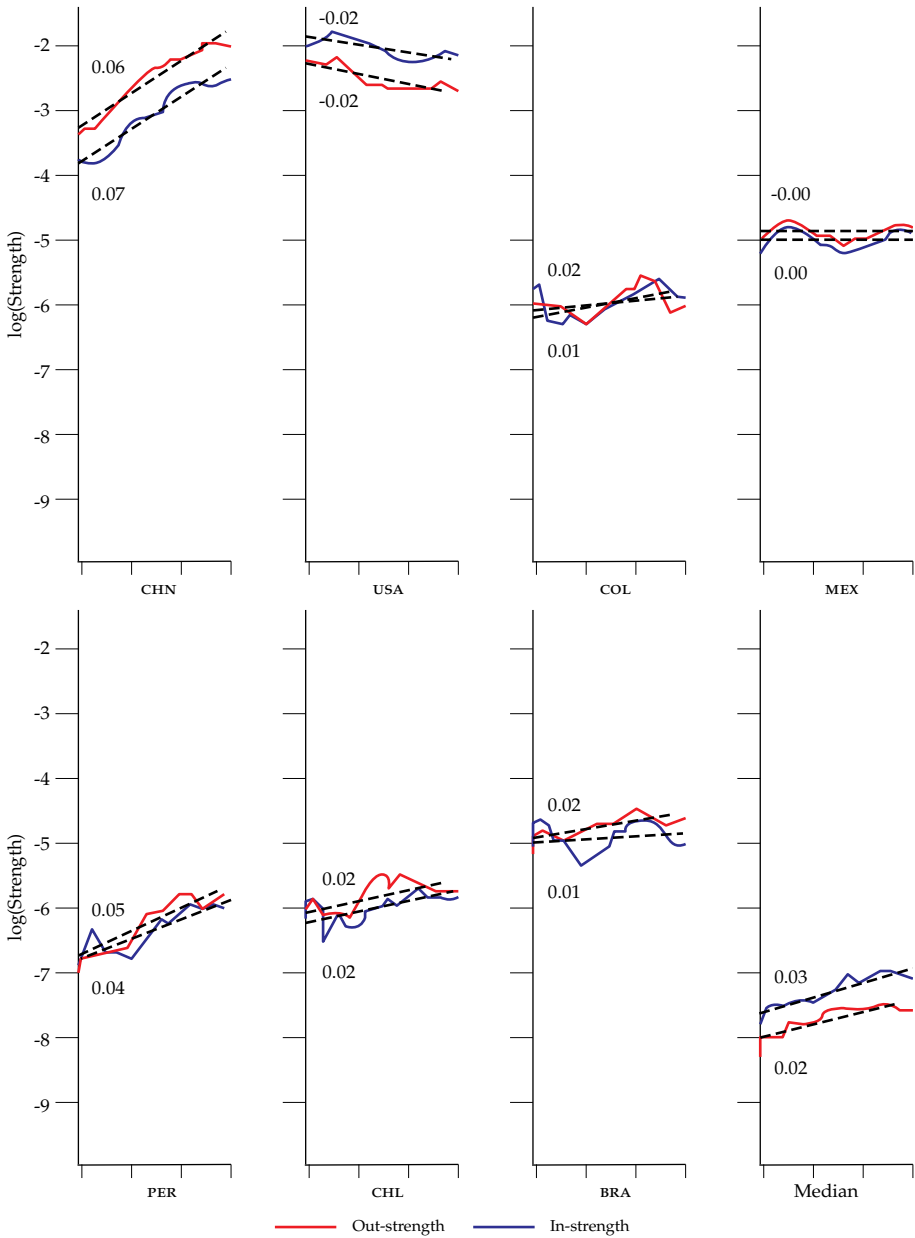 -2
-3
-4
-5
-6
-7
-8
-9
log(Strength)
0.06
0.07
CHN
-0.02
-0.02
USA
0.02
0.01
COL
-0.00
0.00
MEX
-2
-3
-4
-5
-6
-7
-8
-9
log(Strength)
0.05
0.04
PER
0.02
0.02
CHL
0.02
0.01
BRA
0.03
0.02
Median
Out-strength In-strength